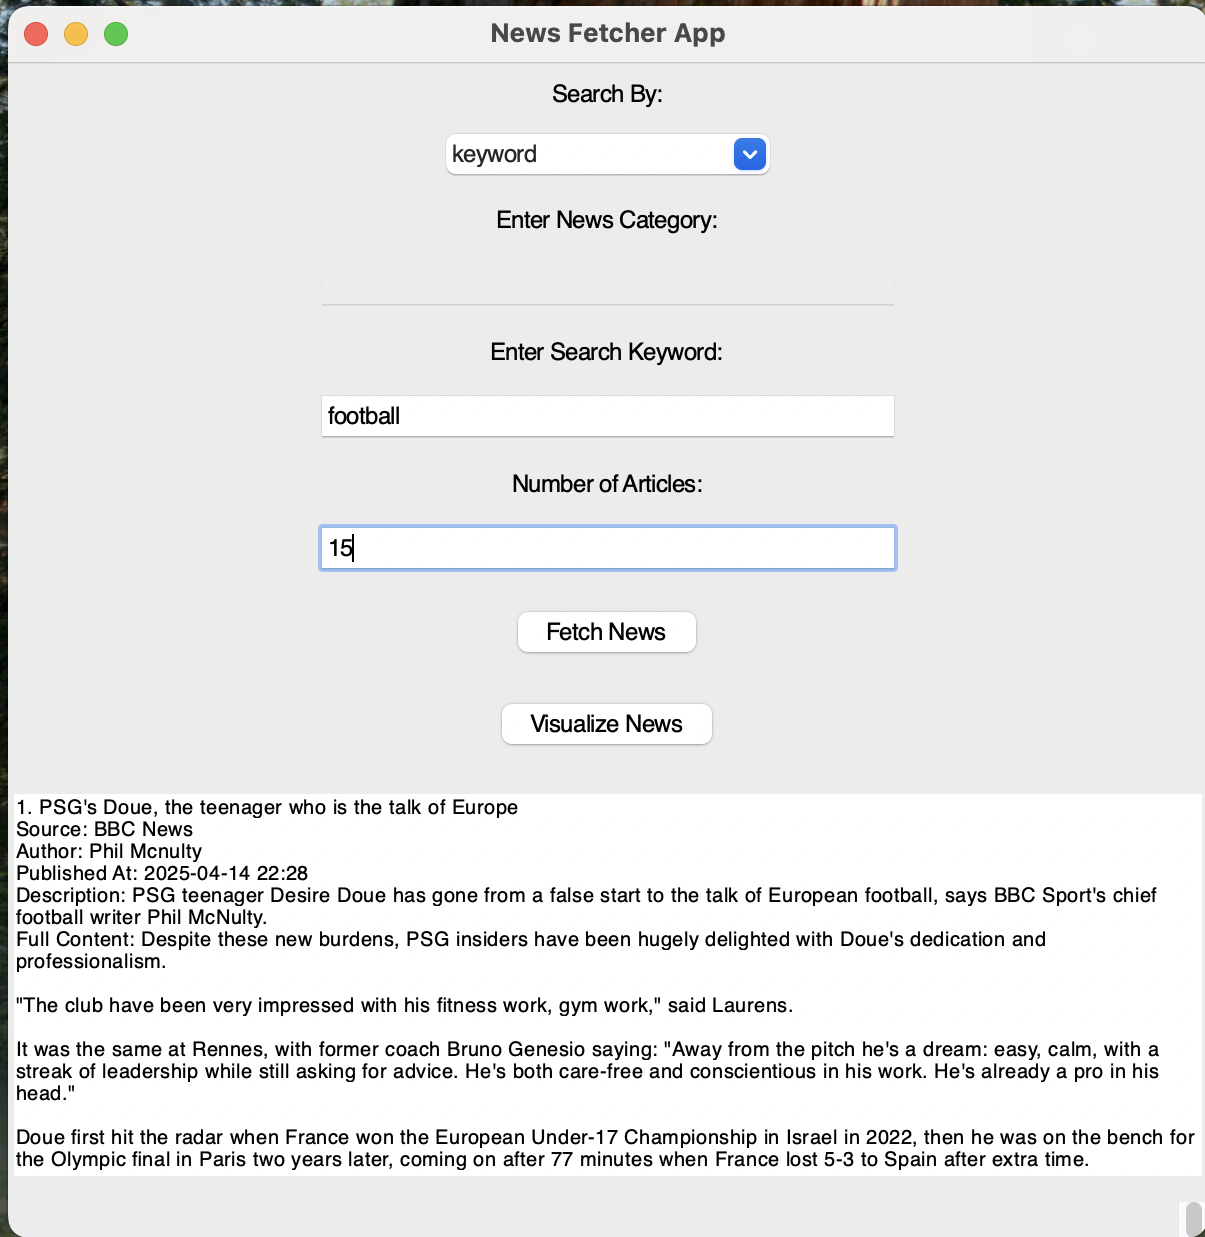 News Fetcher App
Search By:
keyword
Enter News Category:
Enter Search Keyword:
football
Number of Articles:
15
Fetch News
Visualize News
1. PSG's Doue, the teenager who is the talk of Europe
Source: BBC News
Author: Phil Mcnulty
Published At: 2025-04-14 22:28
Description: PSG teenager Desire Doue has gone from a false start to the talk of European football, says BBC Sport's chief
football writer Phil McNulty.
Full Content: Despite these new burdens, PSG insiders have been hugely delighted with Doue's dedication and
professionalism.
"The club have been very impressed with his fitness work, gym work," said Laurens.
It was the same at Rennes, with former coach Bruno Genesio saying: "Away from the pitch he's a dream: easy, calm, with a
streak of leadership while still asking for advice. He's both care-free and conscientious in his work. He's already a pro in his
head."
Doue first hit the radar when France won the European Under-17 Championship in Israel in 2022, then he was on the bench for
the Olympic final in Paris two years later, coming on after 77 minutes when France lost 5-3 to Spain after extra time.